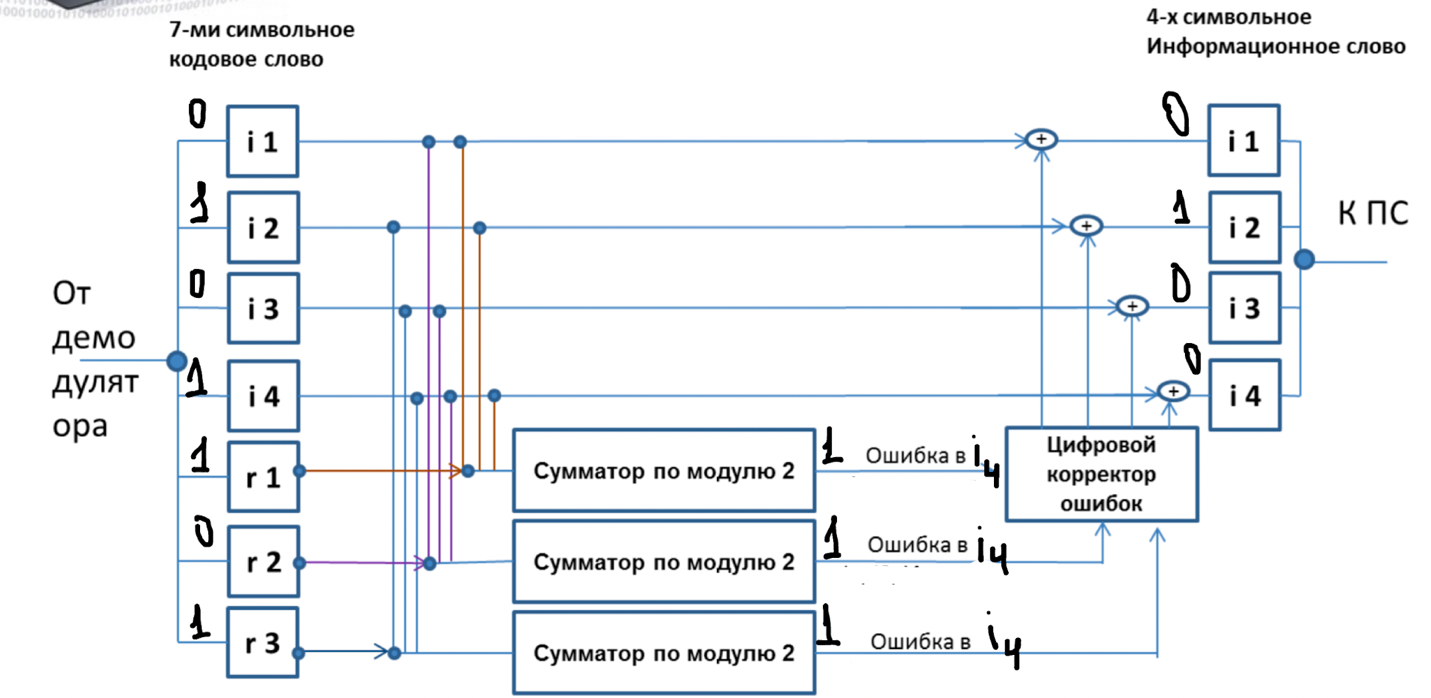 7-ми символьное
кодовое слово
4-х символьное
Информационное слово
0
i 1
+
0
i 1
1
i 2
+
1
i 2
К ПС
0
i 3
+
0
i 3
От
демо
дулят
ора
1
i 4
+
0
i 4
1
r 1
Сумматор по модулю 2
1
Ошибка в i4
Цифровой
корректор
ошибок
0
r 2
Сумматор по модулю 2
1
Ошибка в i4
1
r 3
Сумматор по модулю 2
1
Ошибка в i4